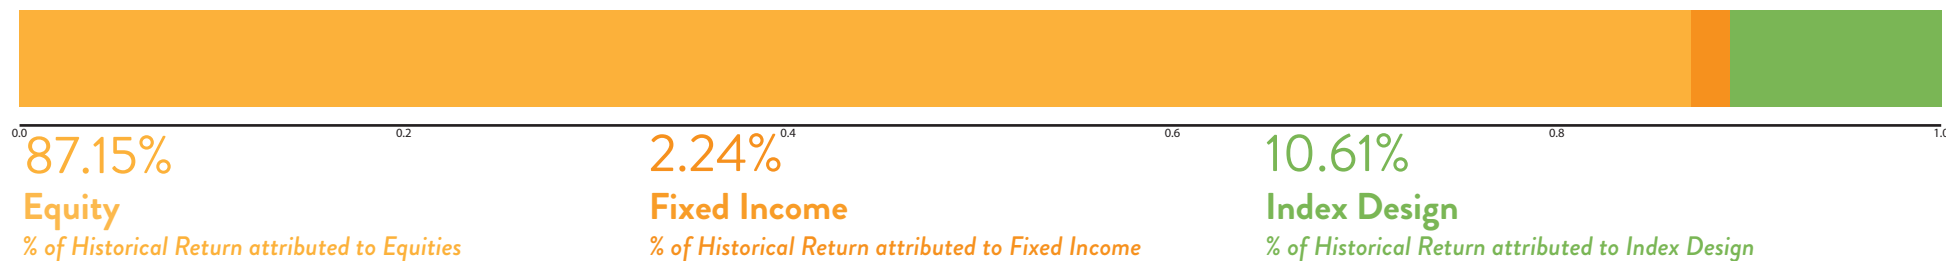 0.0 0.2 0.4 0.6 0.8 1.0
87.15% 2.24% 10.61%
Equity Fixed Income Index Design
% of Historical Return attributed to Equities % of Historical Return attributed to Fixed Income % of Historical Return attributed to Index Design